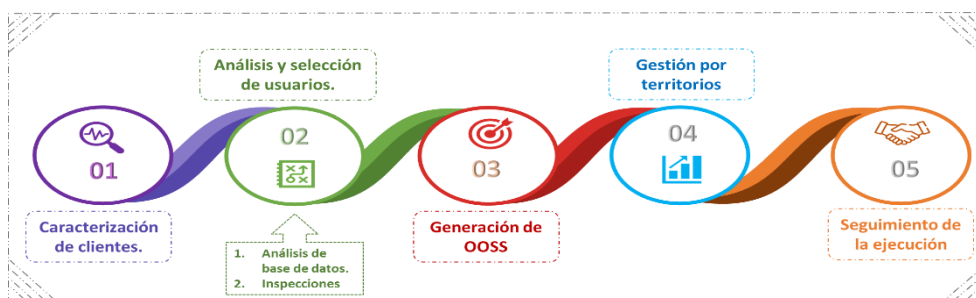 01
Caracterización
de clientes.
Análisis y selección
de usuarios.
02
1. Análisis de
base de datos.
2. Inspecciones
03
Generación de
OOSS
Gestión por
territorios
04
05
Seguimiento de
la ejecución